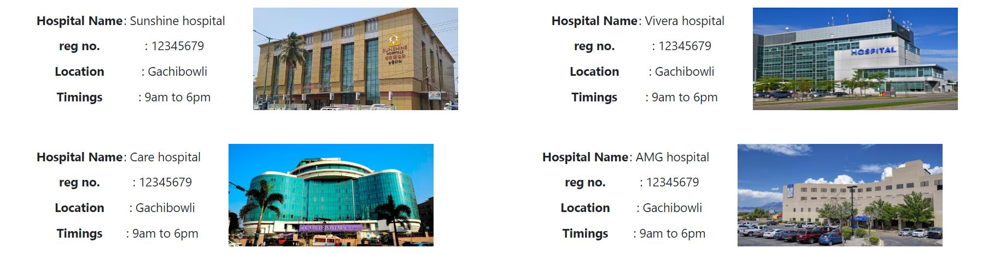 Hospital Name : Sunshine hospital
reg no. : 12345679
Location : Gachibowli
Timings : 9am to 6pm
SUNSHINE
HOSPITALS
Hospital Name : Vivera hospital
reg no. : 12345679
Location : Gachibowli
Timings : 9am to 6pm
HOSPITAL
Hospital Name : Care hospital
reg no. : 12345679
Location : Gachibowli
Timings : 9am to 6pm
CARE HOSPITALS
Hospital Name : AMG hospital
reg no. : 12345679
Location : Gachibowli
Timings : 9am to 6pm